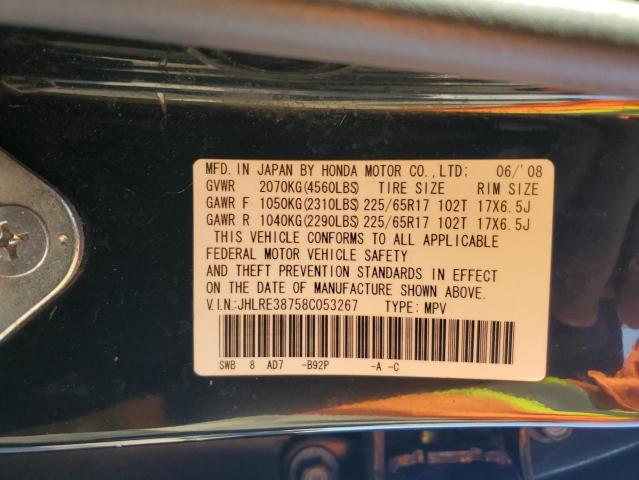 MFD. IN JAPAN BY HONDA MOTOR CO., LTD: 06/'08
GVWR 2070KG(4560LBS) TIRE SIZE RIM SIZE
GAWR F 1050KG(2310LBS) 225/65R17 102T 17X6.5J
GAWR R 1040KG(2290LBS) 225/65R17 102T 17X6.5J
THIS VEHICLE CONFORMS TO ALL APPLICABLE
FEDERAL MOTOR VEHICLE SAFETY
AND THEFT PREVENTION STANDARDS IN EFFECT
ON THE DATE OF MANUFACTURE SHOWN ABOVE.
V.I.N:JHLRE38758C053267 TYPE: MPV
SWB 8 AD7 -B92P -A -C